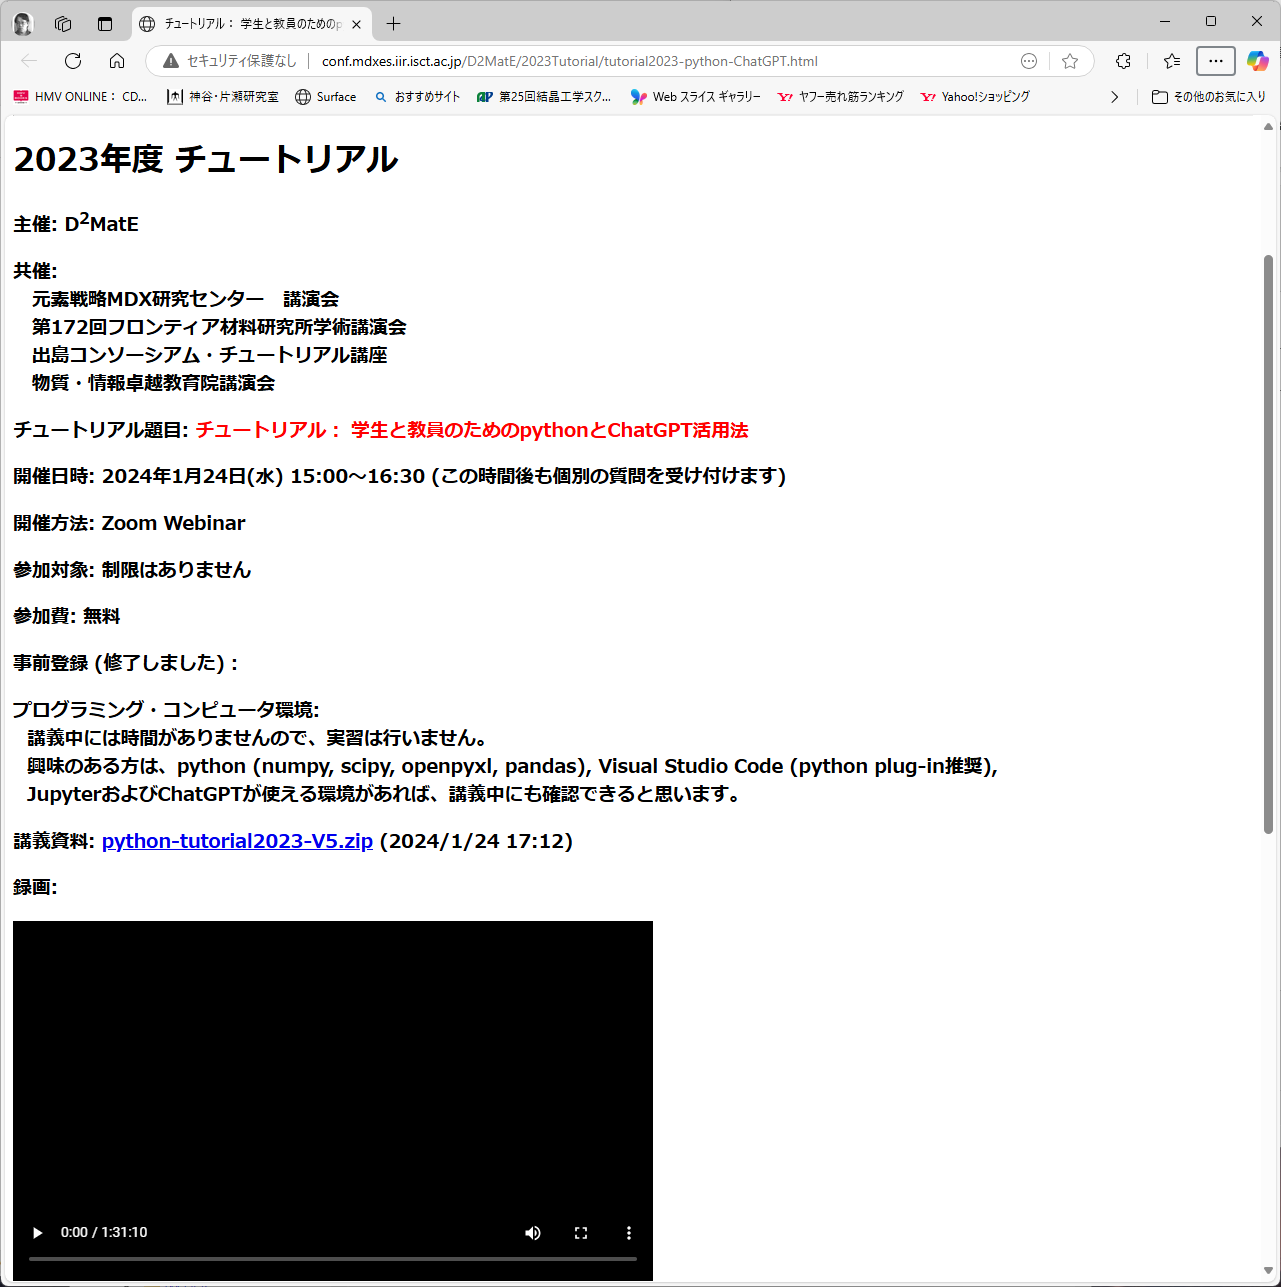 チュートリアル： 学生と教員のためのp
セキュリティ保護なし
conf.mdxes.iir.isct.ac.jp/D2MatE/2023Tutorial/tutorial2023-python-ChatGPT.html
HMV ONLINE： CD...
神谷・片瀬研究室
Surface
おすすめサイト
第25回結晶工学スク...
Web スライス ギャラリー
ヤフー売れ筋ランキング
Yahoo!ショッピング
その他のお気に入り
2023年度 チュートリアル
主催: D²MatE
共催:
元素戦略MDX研究センター　講演会
第172回フロンティア材料研究所学術講演会
出島コンソーシアム・チュートリアル講座
物質・情報卓越教育院講演会
チュートリアル題目: チュートリアル： 学生と教員のためのpythonとChatGPT活用法
開催日時: 2024年1月24日(水) 15:00～16:30 (この時間後も個別の質問を受け付けます)
開催方法: Zoom Webinar
参加対象: 制限はありません
参加費: 無料
事前登録 (修了しました) :
プログラミング・コンピュータ環境:
講義中には時間がありませんので、実習は行いません。
興味のある方は、python (numpy, scipy, openpyxl, pandas), Visual Studio Code (python plug-in推奨),
JupyterおよびChatGPTが使える環境があれば、講義中にも確認できると思います。
講義資料: python-tutorial2023-V5.zip (2024/1/24 17:12)
録画:
0:00 / 1:31:10